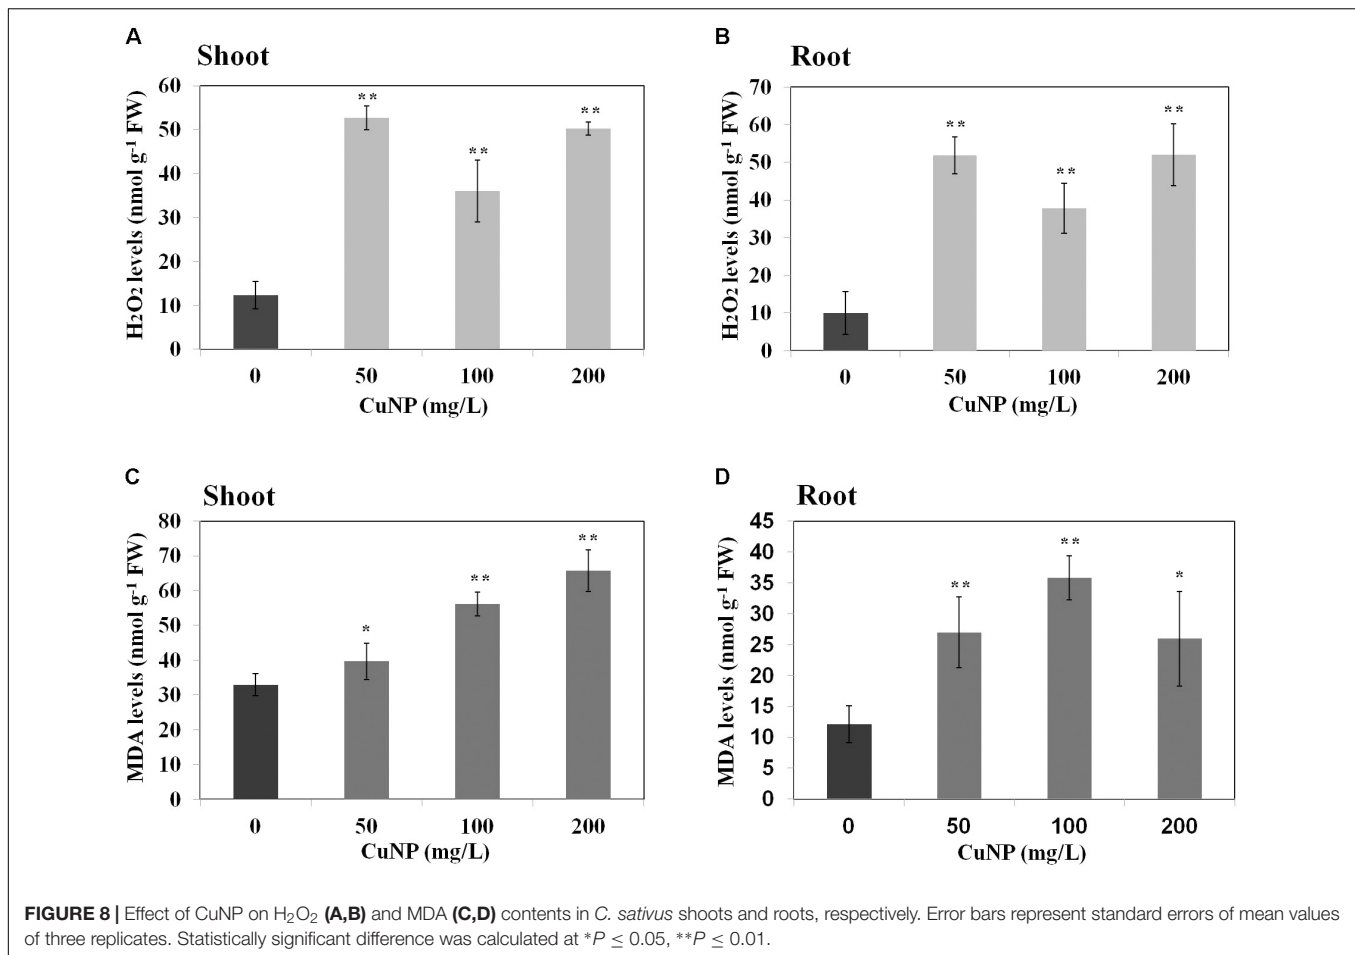 A
Shoot
H₂O₂ levels (nmol g⁻¹ FW)
60
50
40
30
20
10
0
**
**
**
0 50 100 200
CuNP (mg/L)
B
Root
H₂O₂ levels (nmol g⁻¹ FW)
70
60
50
40
30
20
10
0
**
**
**
0 50 100 200
CuNP (mg/L)
C
Shoot
MDA levels (nmol g⁻¹ FW)
80
70
60
50
40
30
20
10
0
*
**
**
0 50 100 200
CuNP (mg/L)
D
Root
MDA levels (nmol g⁻¹ FW)
45
40
35
30
25
20
15
10
5
0
**
**
*
0 50 100 200
CuNP (mg/L)
FIGURE 8 | Effect of CuNP on H₂O₂ (A,B) and MDA (C,D) contents in C. sativus shoots and roots, respectively. Error bars represent standard errors of mean values
of three replicates. Statistically significant difference was calculated at *P ≤ 0.05, **P ≤ 0.01.